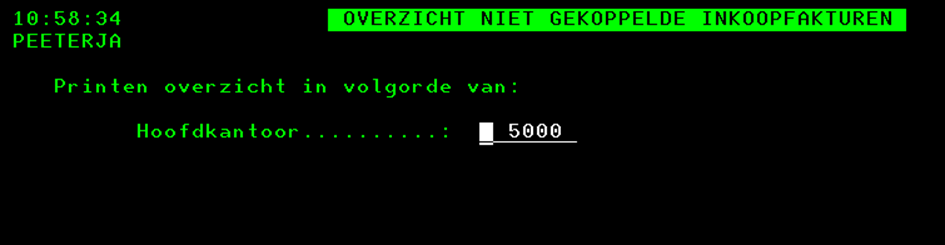 10:58:34 OVERZICHT NIET GEKOPPELDE INKOOPFAKTUREN
PEETERJA
Printen overzicht in volgorde van:
Hoofdkantoor..........: 5000